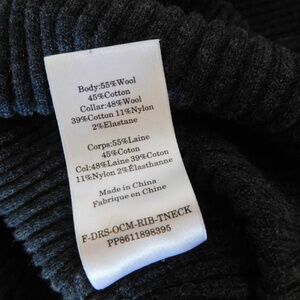 Body:55%Wool
45%Cotton
Collar:48%Wool
39%Cotton 11%Nylon
2%Elastane
Corps:55%Laine
45%Coton
Col:48%Laine 39%Coton
11%Nylon 2%Élasthanne
Made in China
Fabrique en Chine
F-DRS-OCM-RIB-TNECK
PP8611898395